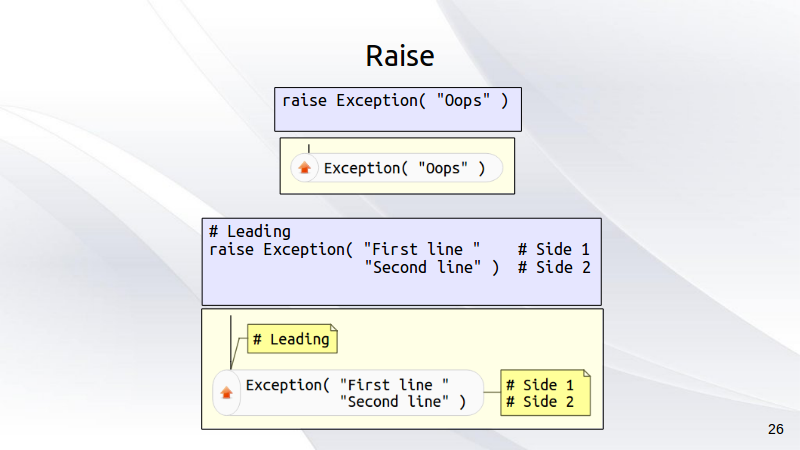 Raise
raise Exception( "Oops" )
Exception( "Oops" )
# Leading
raise Exception( "First line "    # Side 1
                 "Second line" )  # Side 2
# Leading
Exception( "First line "
           "Second line" )
# Side 1
# Side 2
26